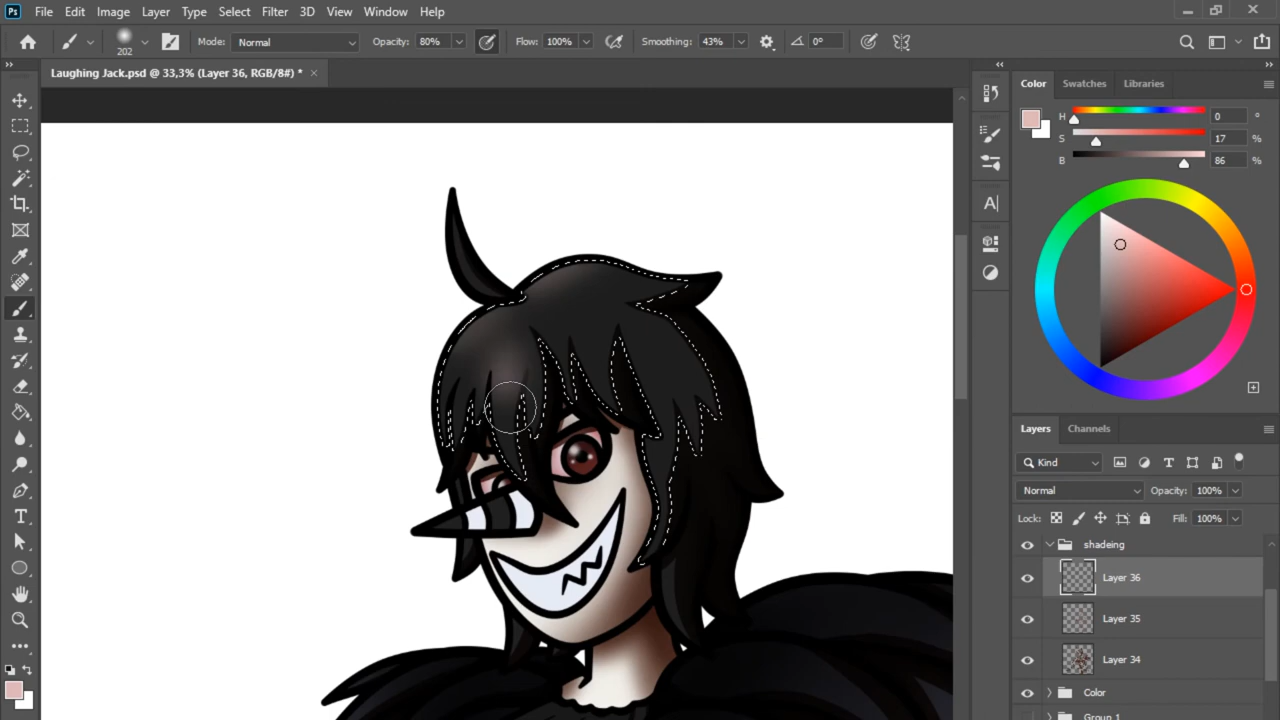 Ps File Edit Image Layer Type Select Filter 3D View Window Help
202 Mode: Normal Opacity: 80% Flow: 100% Smoothing: 43% 0°
Laughing Jack.psd @ 33,3% (Layer 36, RGB/8#) * ×
Color Swatches Libraries
H 0 °
S 17 %
B 86 %
Layers Channels
Kind
Normal Opacity: 100%
Lock: Fill: 100%
shadeing
Layer 36
Layer 35
Layer 34
Color
Group 1